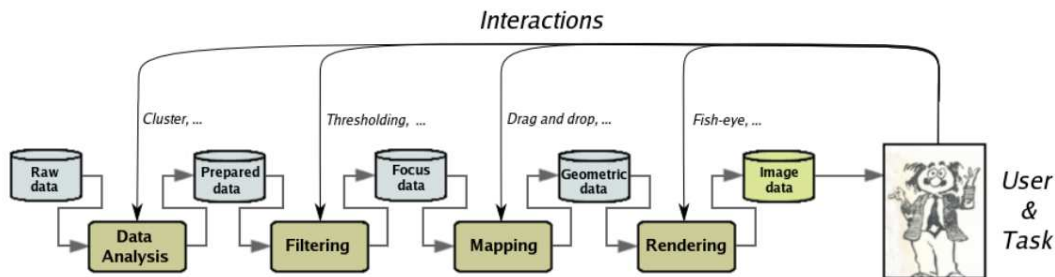 Interactions
Cluster, ...
Thresholding, ...
Drag and drop, ...
Fish-eye, ...
Raw
data
Prepared
data
Focus
data
Geometric
data
Image
data
Data
Analysis
Filtering
Mapping
Rendering
User
&
Task